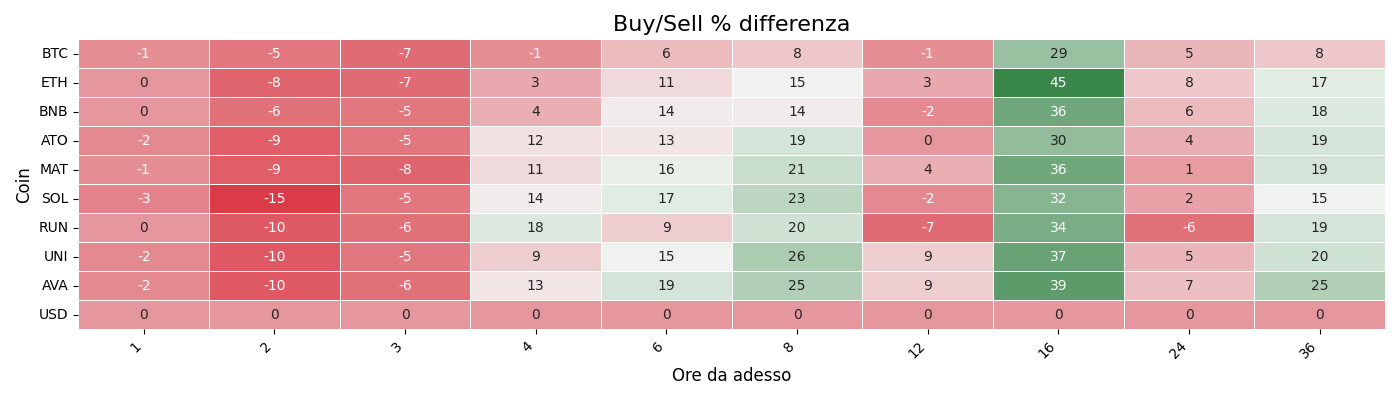 Buy/Sell % differenza
Coin
BTC -1 -5 -7 -1 6 8 -1 29 5 8
ETH 0 -8 -7 3 11 15 3 45 8 17
BNB 0 -6 -5 4 14 14 -2 36 6 18
ATO -2 -9 -5 12 13 19 0 30 4 19
MAT -1 -9 -8 11 16 21 4 36 1 19
SOL -3 -15 -5 14 17 23 -2 32 2 15
RUN 0 -10 -6 18 9 20 -7 34 -6 19
UNI -2 -10 -5 9 15 26 9 37 5 20
AVA -2 -10 -6 13 19 25 9 39 7 25
USD 0 0 0 0 0 0 0 0 0 0
1 2 3 4 6 8 12 16 24 36
Ore da adesso